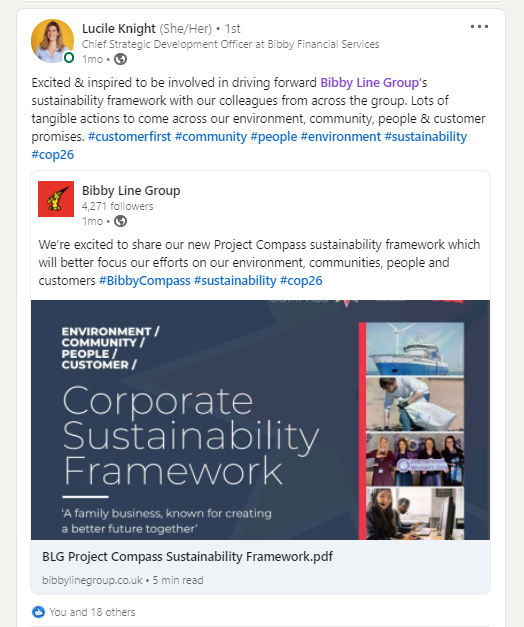 Lucile Knight (She/Her) • 1st
Chief Strategic Development Officer at Bibby Financial Services
1mo •
Excited & inspired to be involved in driving forward Bibby Line Group's
sustainability framework with our colleagues from across the group. Lots of
tangible actions to come across our environment, community, people & customer
promises. #customerfirst #community #people #environment #sustainability
#cop26
Bibby Line Group
4,271 followers
1mo •
We're excited to share our new Project Compass sustainability framework which
will better focus our efforts on our environment, communities, people and
customers #BibbyCompass #sustainability #cop26
ENVIRONMENT /
COMMUNITY /
PEOPLE /
CUSTOMER /
Corporate
Sustainability
Framework
'A family business, known for creating
a better future together'
BLG Project Compass Sustainability Framework.pdf
bibbylinegroup.co.uk • 5 min read
You and 18 others